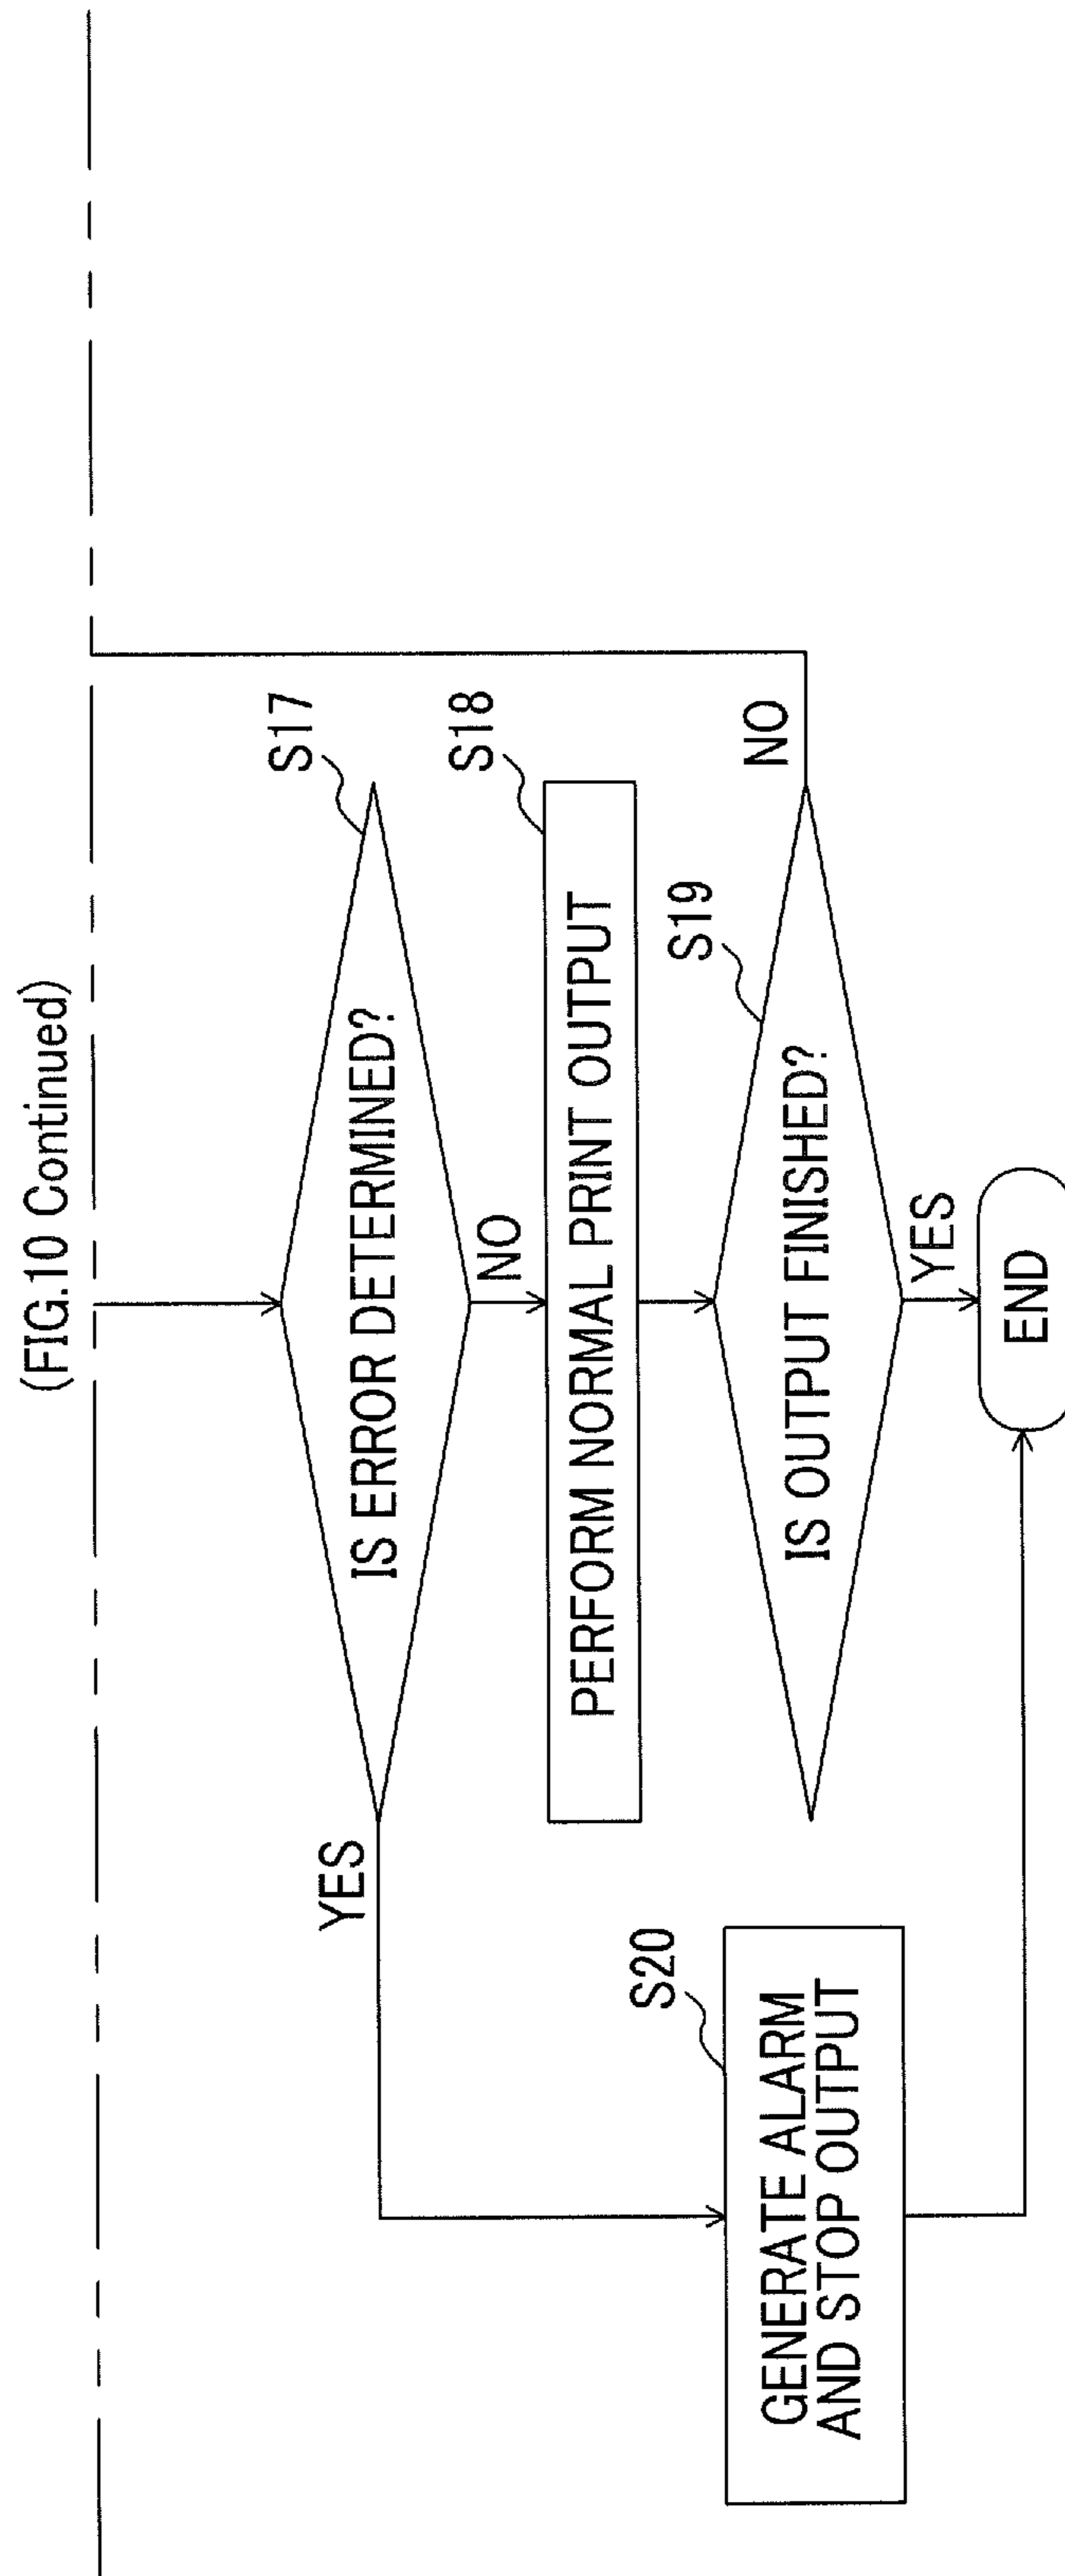 (FIG.10 Continued)
S17
IS ERROR DETERMINED?
YES
NO
S18
PERFORM NORMAL PRINT OUTPUT
S19
IS OUTPUT FINISHED?
NO
YES
S20
GENERATE ALARM
AND STOP OUTPUT
END